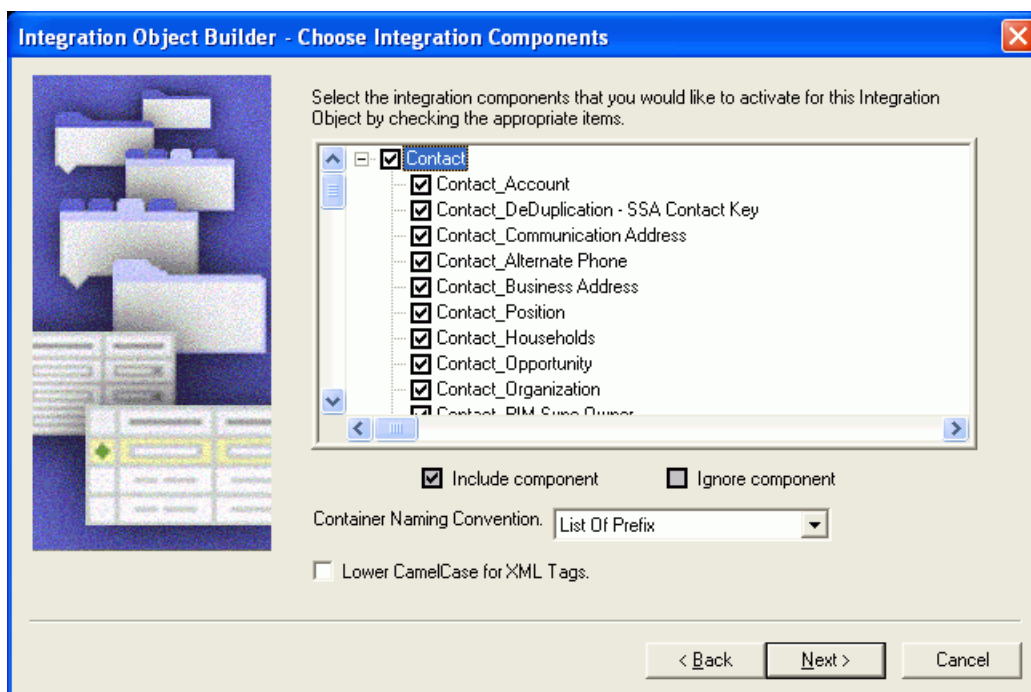 Integration Object Builder - Choose Integration Components
Select the integration components that you would like to activate for this Integration
Object by checking the appropriate items.
Contact
Contact_Account
Contact_DeDuplication - SSA Contact Key
Contact_Communication Address
Contact_Alternate Phone
Contact_Business Address
Contact_Position
Contact_Households
Contact_Opportunity
Contact_Organization
Contact_PIM Sync Owner
Include component
Ignore component
Container Naming Convention.
List Of Prefix
Lower CamelCase for XML Tags.
< Back
Next >
Cancel